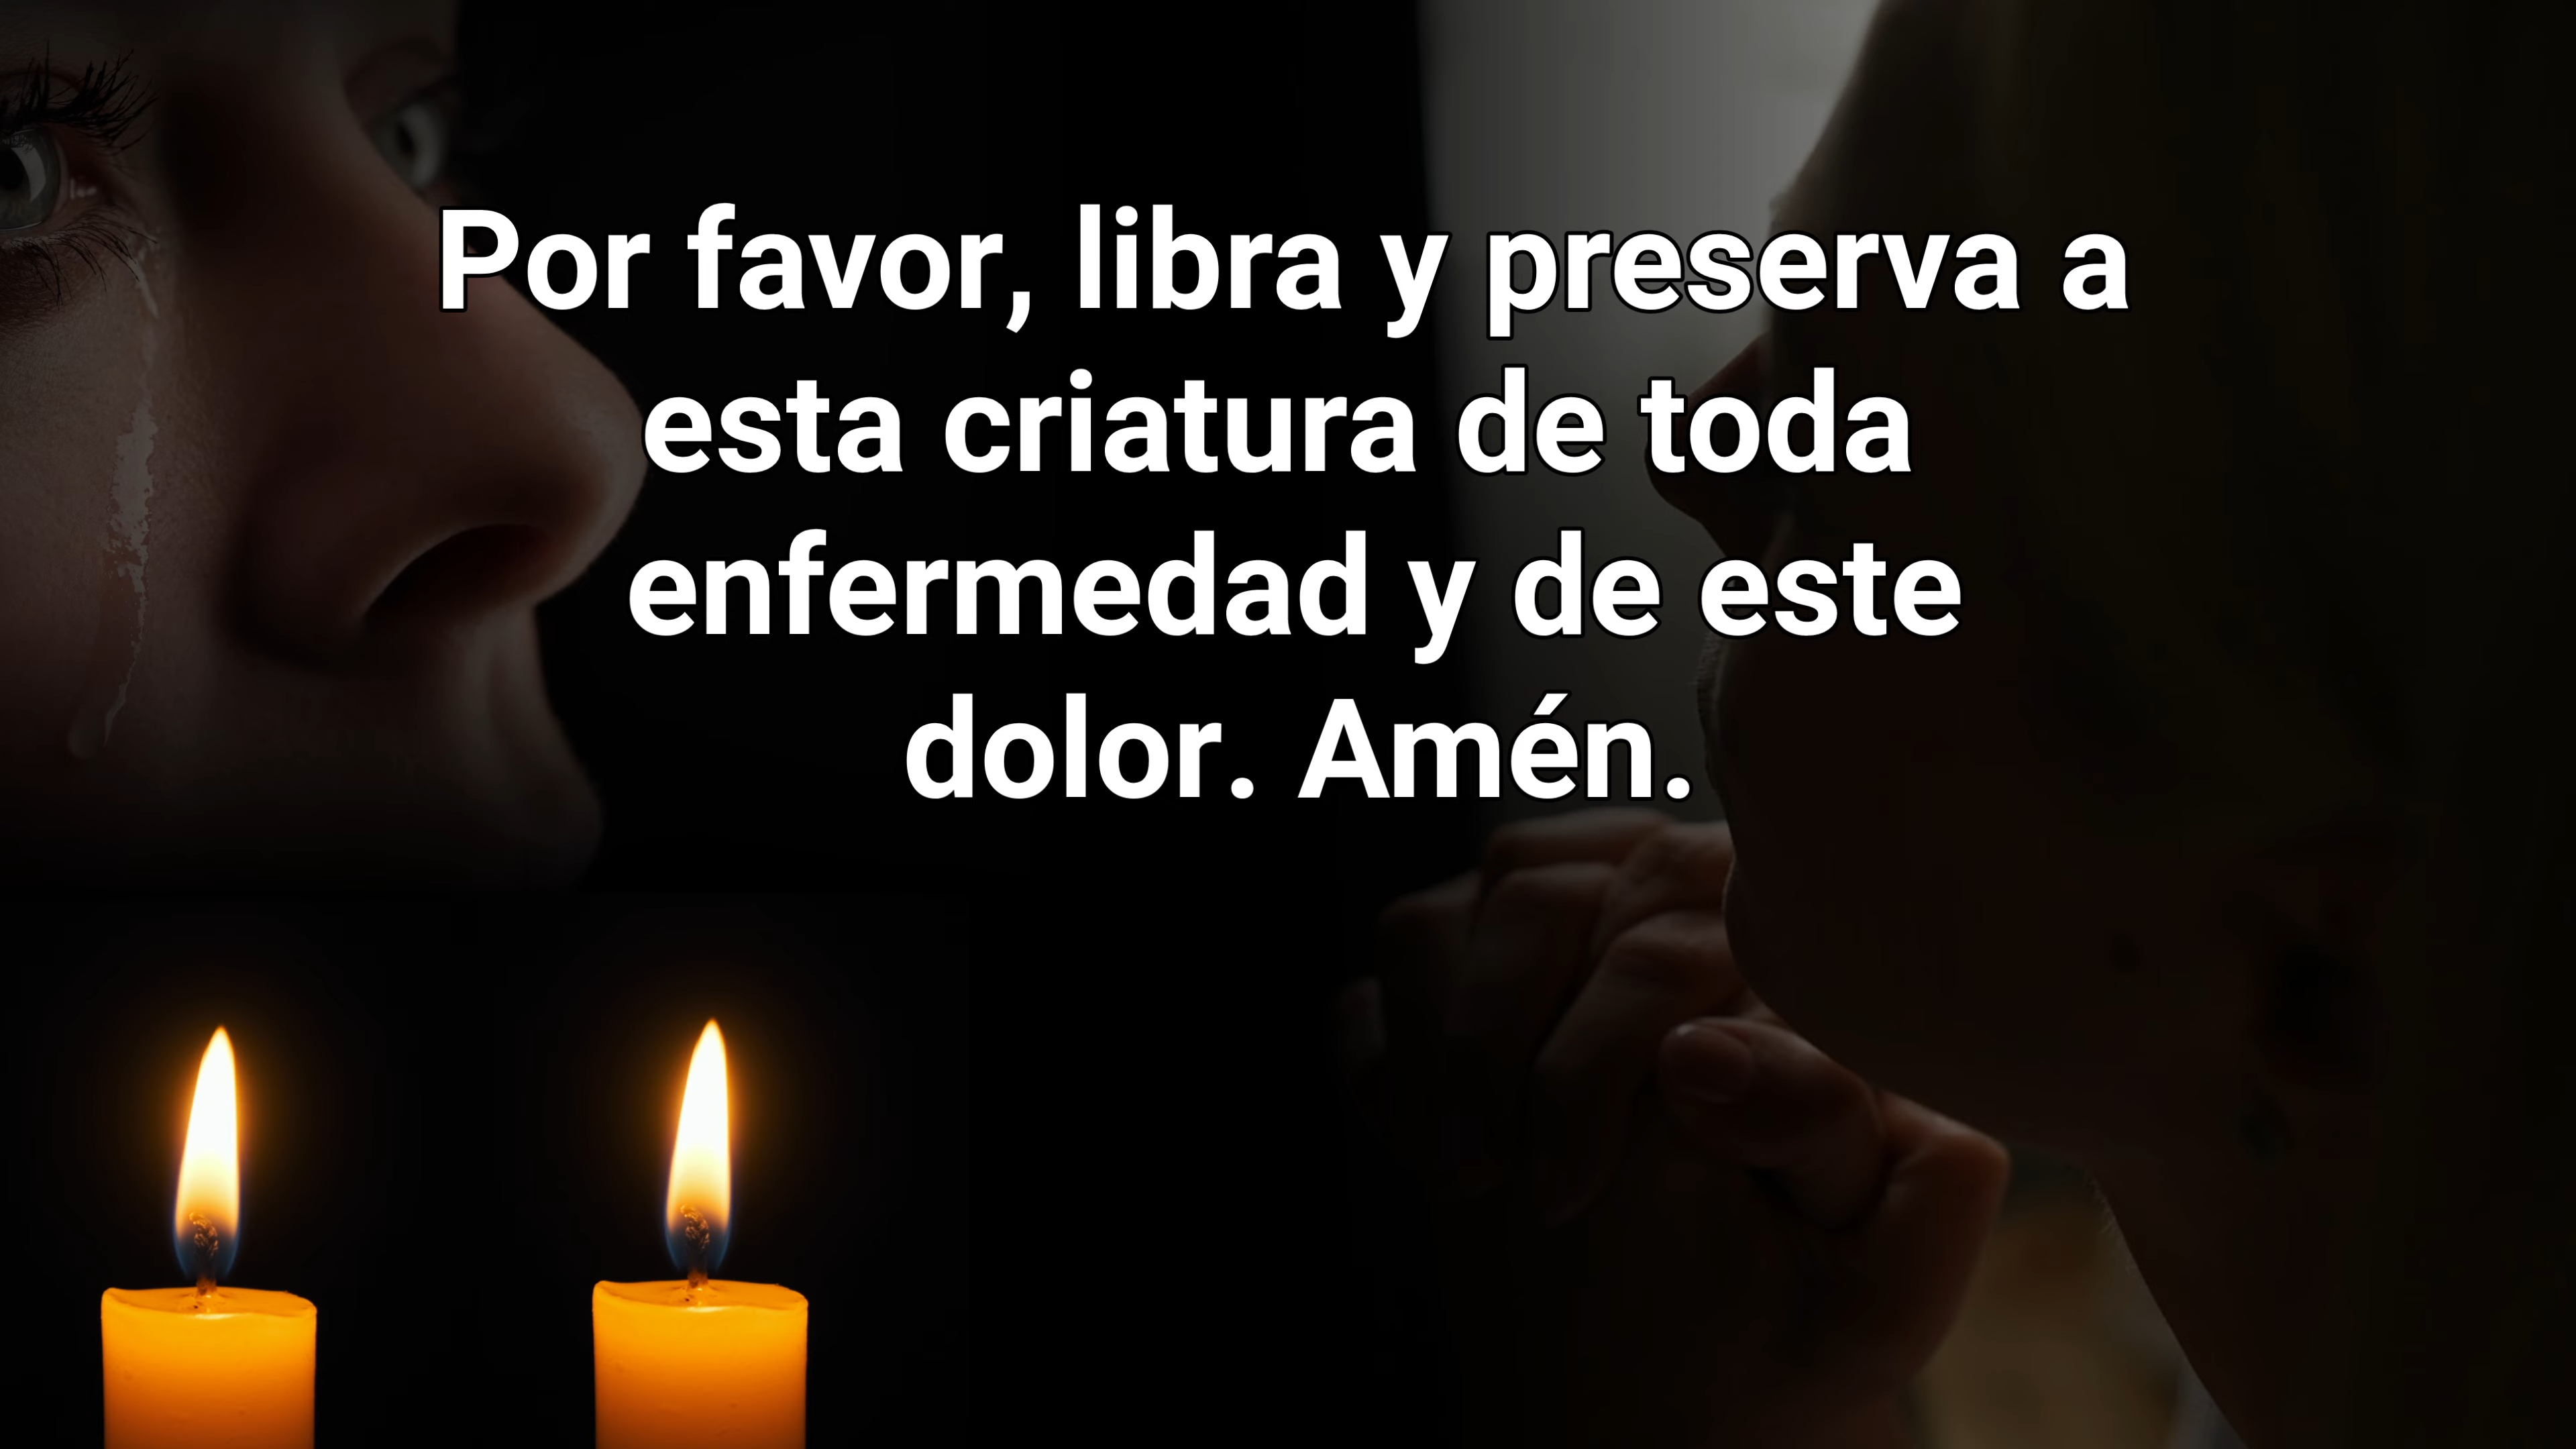 Por favor, libra y preserva a
esta criatura de toda
enfermedad y de este
dolor. Amén.